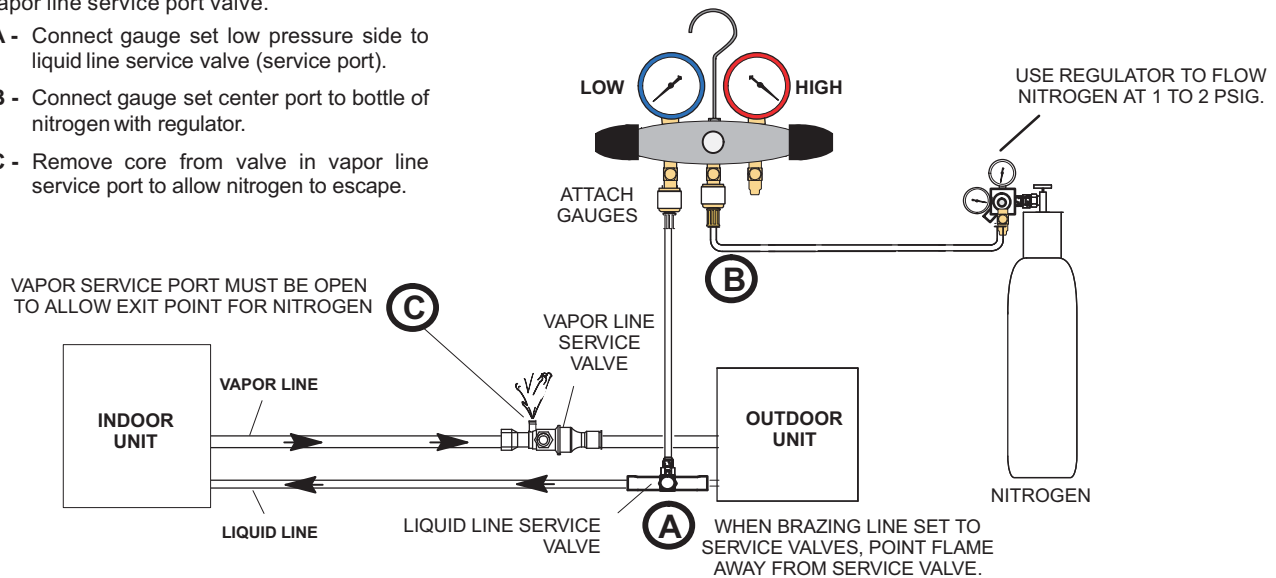 vapor line service port valve.
A - Connect gauge set low pressure side to
liquid line service valve (service port).
B - Connect gauge set center port to bottle of
nitrogen with regulator.
C - Remove core from valve in vapor line
service port to allow nitrogen to escape.
LOW
HIGH
USE REGULATOR TO FLOW
NITROGEN AT 1 TO 2 PSIG.
ATTACH
GAUGES
B
VAPOR SERVICE PORT MUST BE OPEN
TO ALLOW EXIT POINT FOR NITROGEN
C
VAPOR LINE
SERVICE
VALVE
VAPOR LINE
INDOOR
UNIT
OUTDOOR
UNIT
NITROGEN
LIQUID LINE
LIQUID LINE SERVICE
VALVE
A
WHEN BRAZING LINE SET TO
SERVICE VALVES, POINT FLAME
AWAY FROM SERVICE VALVE.